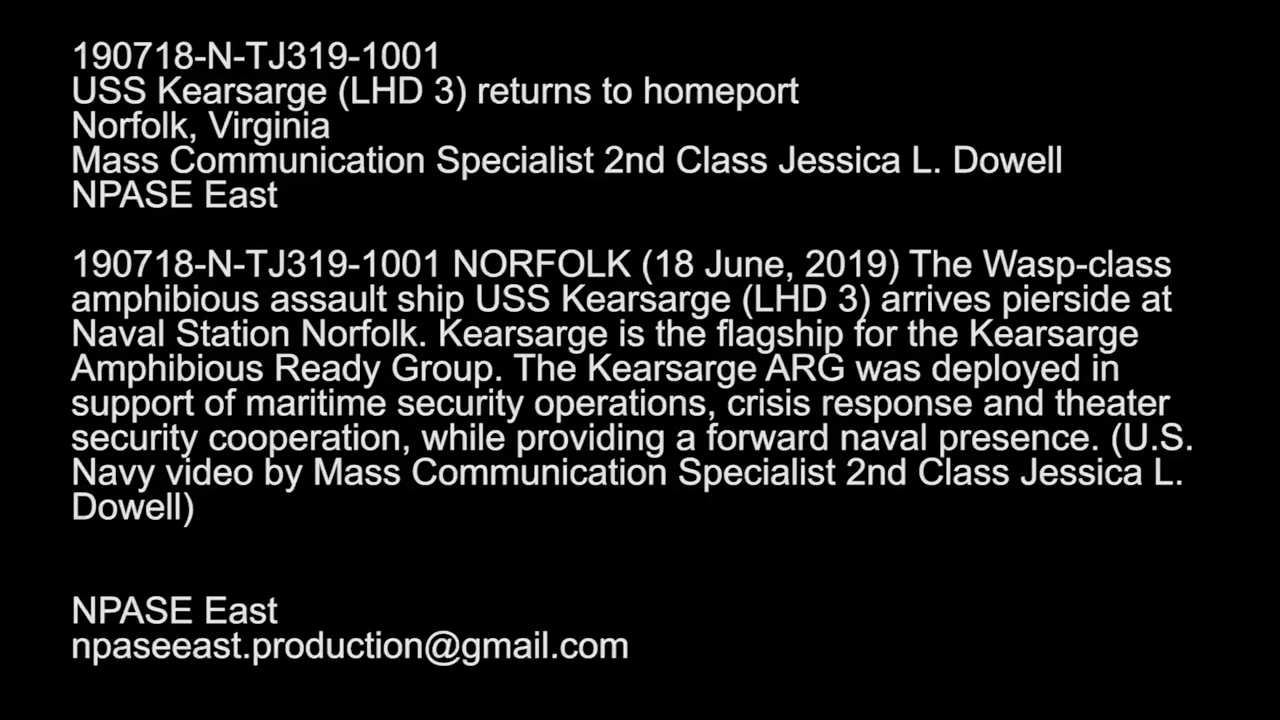 190718-N-TJ319-1001
USS Kearsarge (LHD 3) returns to homeport
Norfolk, Virginia
Mass Communication Specialist 2nd Class Jessica L. Dowell
NPASE East
190718-N-TJ319-1001 NORFOLK (18 June, 2019) The Wasp-class
amphibious assault ship USS Kearsarge (LHD 3) arrives pierside at
Naval Station Norfolk. Kearsarge is the flagship for the Kearsarge
Amphibious Ready Group. The Kearsarge ARG was deployed in
support of maritime security operations, crisis response and theater
security cooperation, while providing a forward naval presence. (U.S.
Navy video by Mass Communication Specialist 2nd Class Jessica L.
Dowell)
NPASE East
npaseeast.production@gmail.com